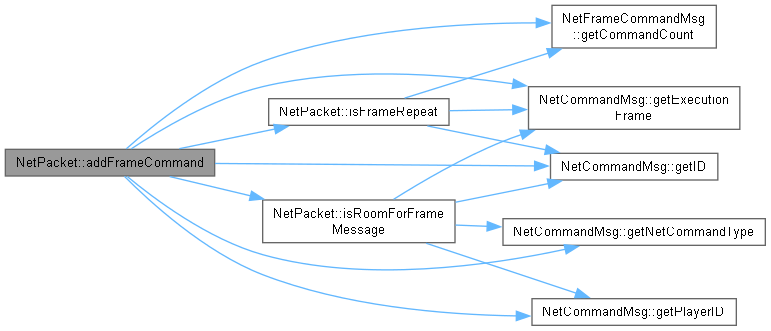 NetFrameCommandMsg
::getCommandCount
NetPacket::isFrameRepeat
NetCommandMsg::getExecution
Frame
NetPacket::addFrameCommand
NetCommandMsg::getID
NetPacket::isRoomForFrame
Message
NetCommandMsg::getNetCommandType
NetCommandMsg::getPlayerID